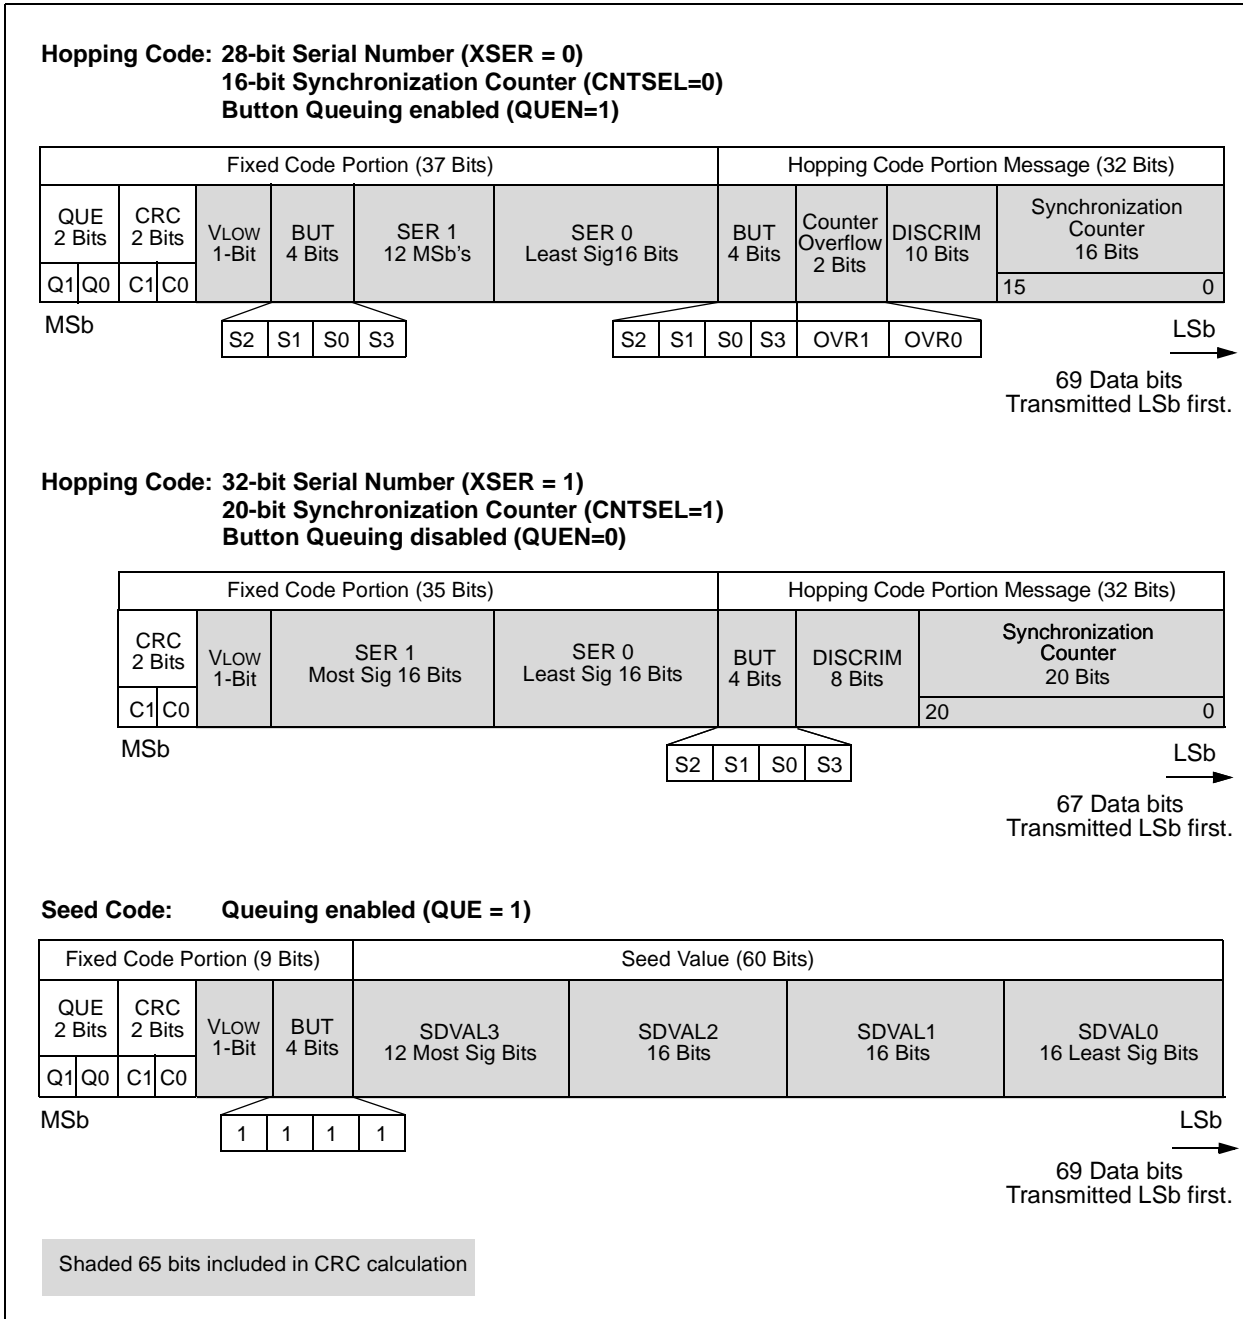 Hopping Code: 28-bit Serial Number (XSER = 0)
16-bit Synchronization Counter (CNTSEL=0)
Button Queuing enabled (QUEN=1)
Fixed Code Portion (37 Bits)
Hopping Code Portion Message (32 Bits)
QUE
2 Bits
CRC
2 Bits
VLOW
1-Bit
BUT
4 Bits
SER 1
12 MSb's
SER 0
Least Sig16 Bits
BUT
4 Bits
Counter
Overflow
2 Bits
DISCRIM
10 Bits
Synchronization
Counter
16 Bits
Q1 Q0 C1 C0
15 0
MSb
S2 S1 S0 S3
S2 S1 S0 S3 OVR1 OVR0
LSb
69 Data bits
Transmitted LSb first.
Hopping Code: 32-bit Serial Number (XSER = 1)
20-bit Synchronization Counter (CNTSEL=1)
Button Queuing disabled (QUEN=0)
Fixed Code Portion (35 Bits)
Hopping Code Portion Message (32 Bits)
CRC
2 Bits
VLOW
1-Bit
SER 1
Most Sig 16 Bits
SER 0
Least Sig 16 Bits
BUT
4 Bits
DISCRIM
8 Bits
Synchronization
Counter
20 Bits
C1 C0
20 0
MSb
S2 S1 S0 S3
LSb
67 Data bits
Transmitted LSb first.
Seed Code: Queuing enabled (QUE = 1)
Fixed Code Portion (9 Bits)
Seed Value (60 Bits)
QUE
2 Bits
CRC
2 Bits
VLOW
1-Bit
BUT
4 Bits
SDVAL3
12 Most Sig Bits
SDVAL2
16 Bits
SDVAL1
16 Bits
SDVAL0
16 Least Sig Bits
Q1 Q0 C1 C0
MSb
1 1 1 1
LSb
69 Data bits
Transmitted LSb first.
Shaded 65 bits included in CRC calculation